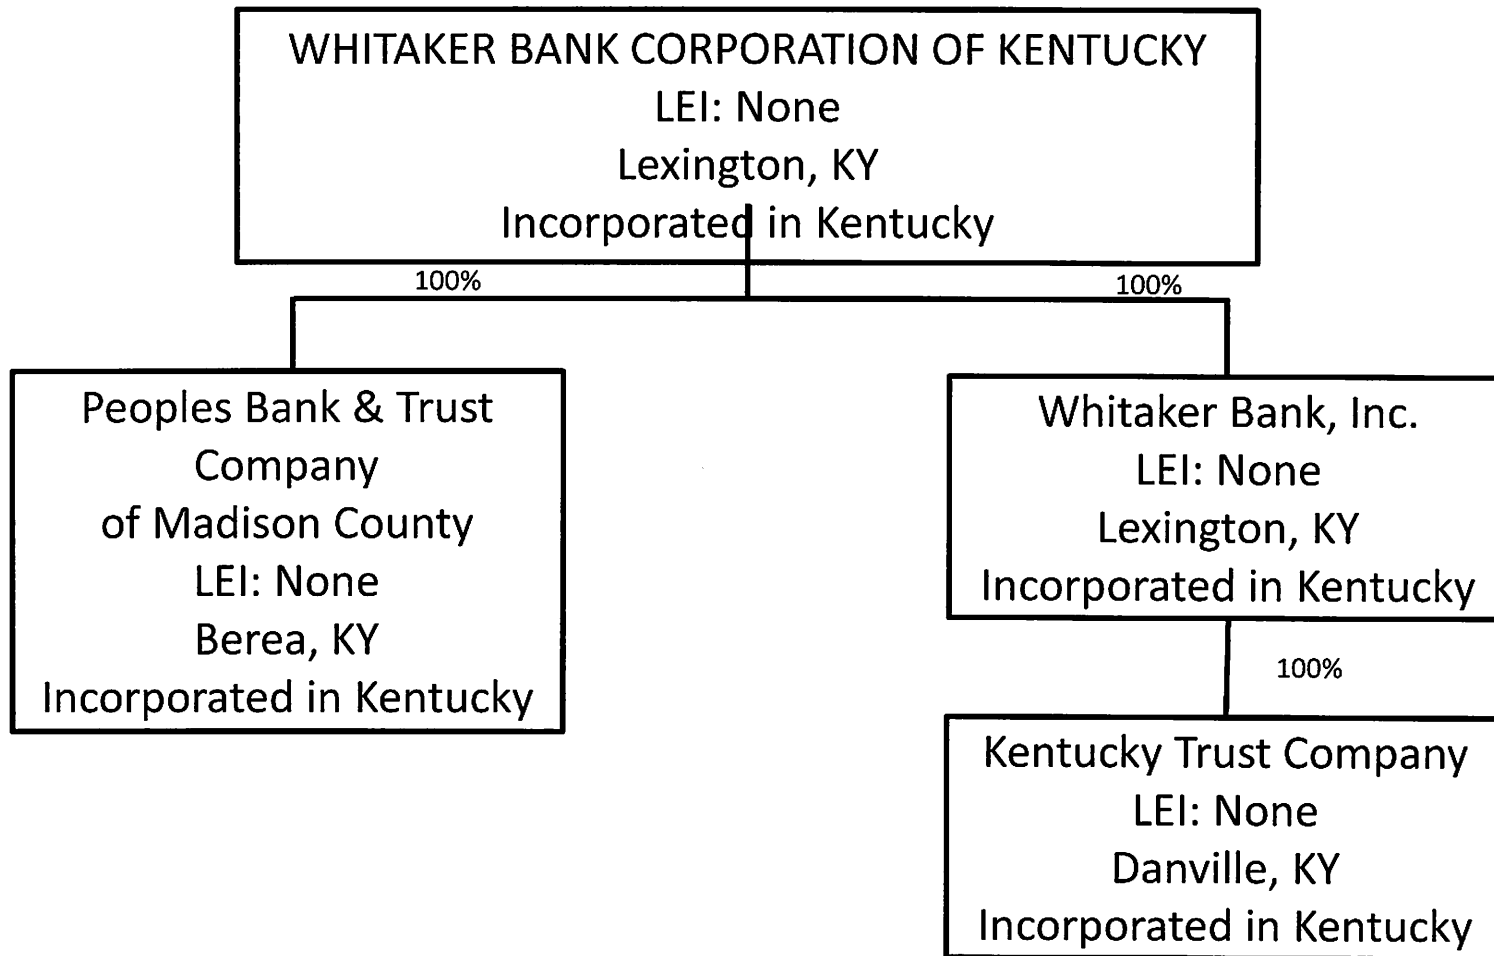 WHITAKER BANK CORPORATION OF KENTUCKY
LEI: None
Lexington, KY
Incorporated in Kentucky
100%
100%
Peoples Bank & Trust
Company
of Madison County
LEI: None
Berea, KY
Incorporated in Kentucky
Whitaker Bank, Inc.
LEI: None
Lexington, KY
Incorporated in Kentucky
100%
Kentucky Trust Company
LEI: None
Danville, KY
Incorporated in Kentucky